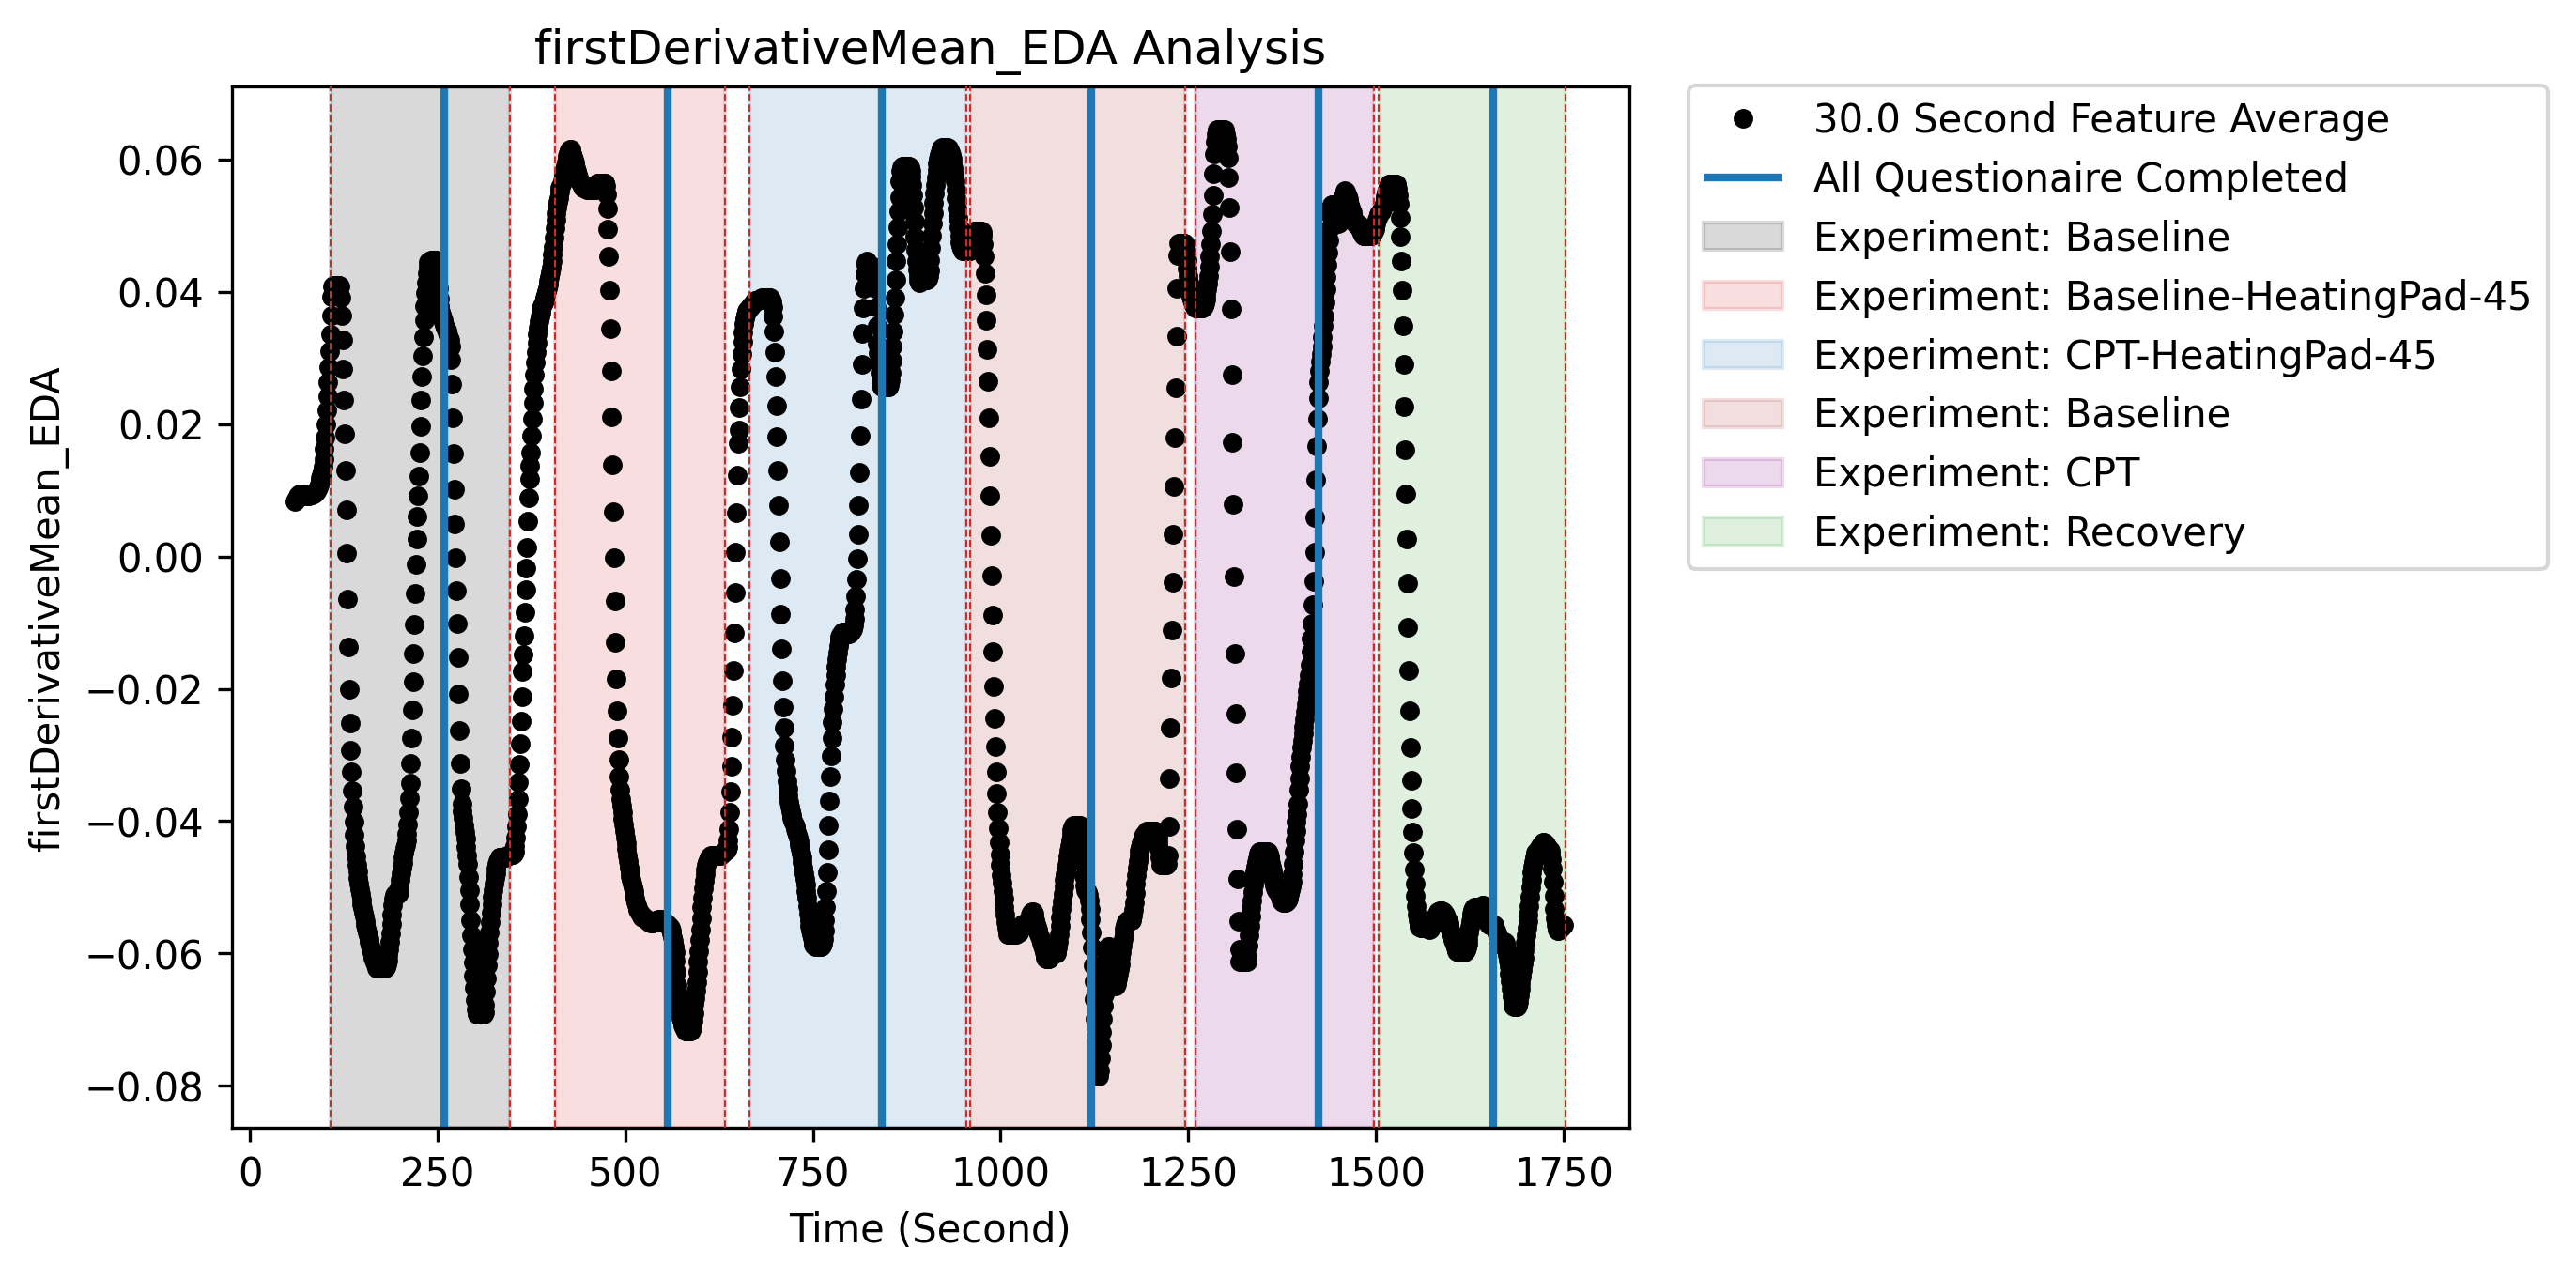 firstDerivativeMean_EDA Analysis
firstDerivativeMean_EDA
0.06
0.04
0.02
0.00
−0.02
−0.04
−0.06
−0.08
0 250 500 750 1000 1250 1500 1750
Time (Second)
30.0 Second Feature Average
All Questionaire Completed
Experiment: Baseline
Experiment: Baseline-HeatingPad-45
Experiment: CPT-HeatingPad-45
Experiment: Baseline
Experiment: CPT
Experiment: Recovery